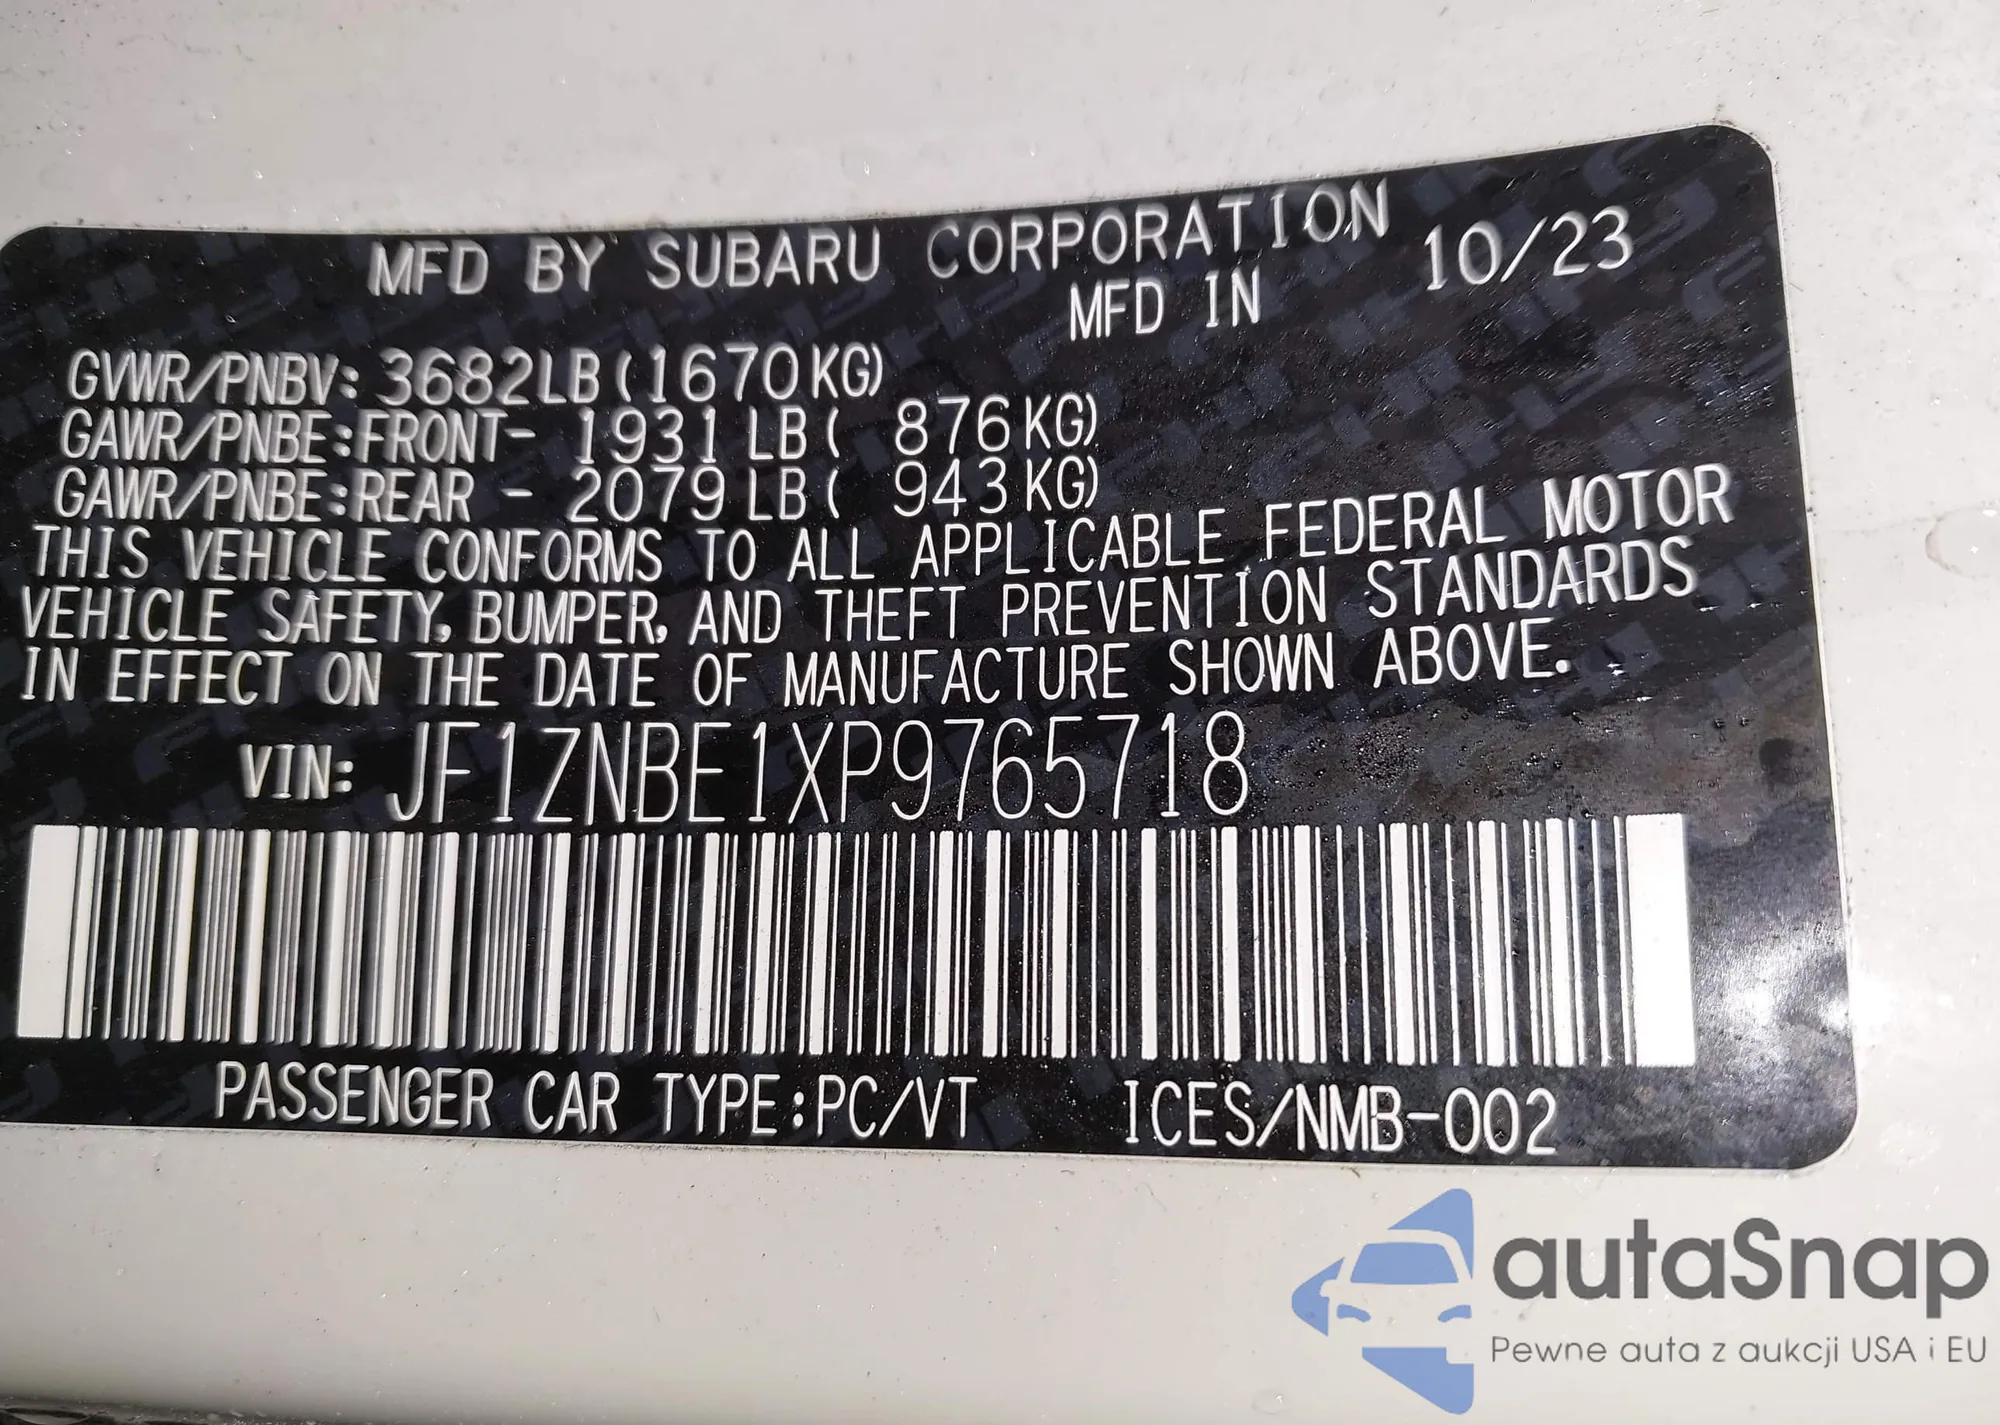 MFD BY SUBARU CORPORATION
MFD IN 10/23
GVWR/PNBV: 3682LB (1670KG)
GAWR/PNBE:FRONT- 1931 LB ( 876KG)
GAWR/PNBE:REAR - 2079 LB ( 943KG)
THIS VEHICLE CONFORMS TO ALL APPLICABLE FEDERAL MOTOR
VEHICLE SAFETY, BUMPER, AND THEFT PREVENTION STANDARDS
IN EFFECT ON THE DATE OF MANUFACTURE SHOWN ABOVE.
VIN: JF1ZNBE1XP9765718
PASSENGER CAR TYPE:PC/VT ICES/NMB-002
autaSnap
Pewne auta z aukcji USA i EU